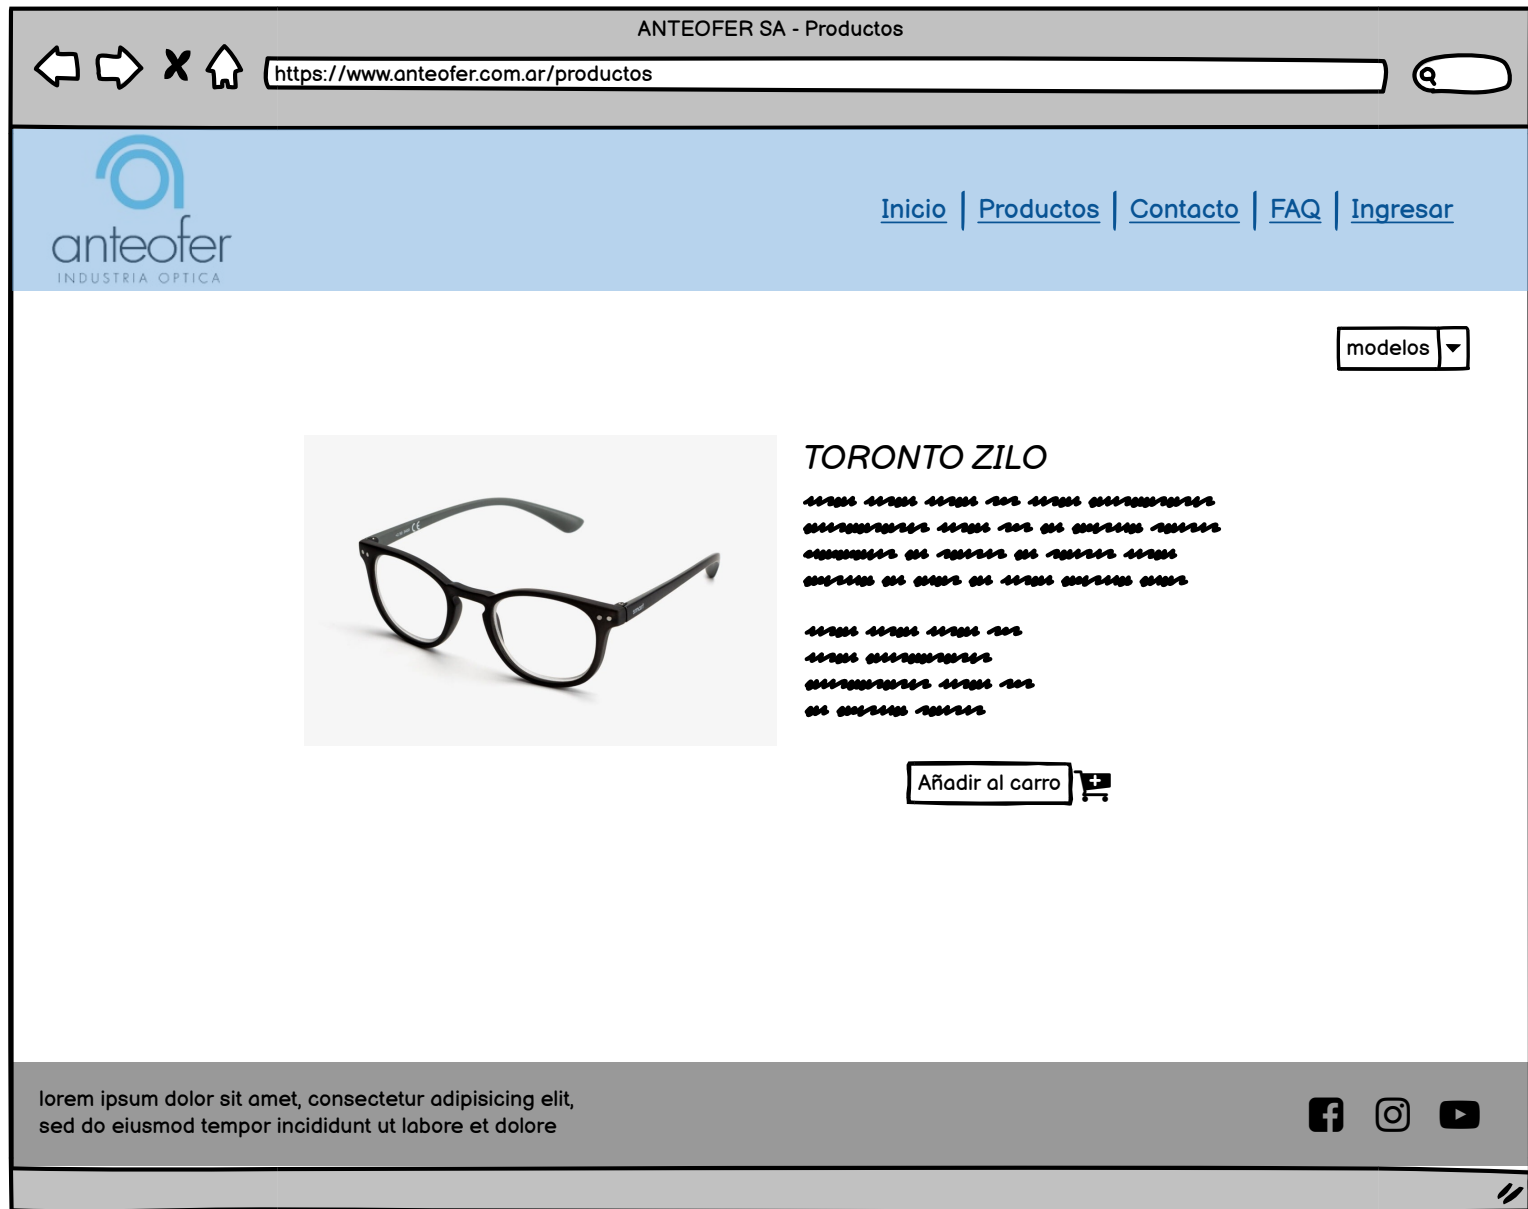 ANTEOFER SA - Productos
https://www.anteofer.com.ar/productos
anteofer
INDUSTRIA OPTICA
Inicio | Productos | Contacto | FAQ | Ingresar
modelos
TORONTO ZILO
Añadir al carro
lorem ipsum dolor sit amet, consectetur adipisicing elit,
sed do eiusmod tempor incididunt ut labore et dolore